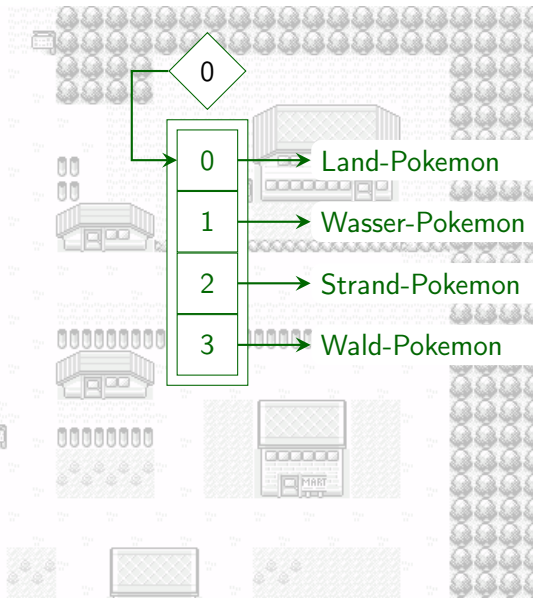 0
0 Land-Pokemon
1 Wasser-Pokemon
2 Strand-Pokemon
3 Wald-Pokemon
MART